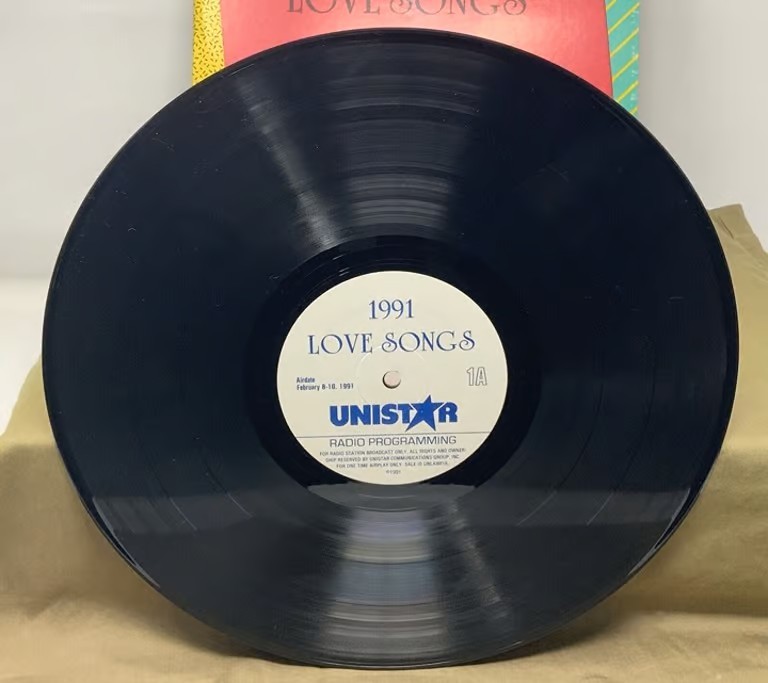 LOVE SONGS
1991
LOVE SONGS
Airdate
February 8-10, 1991
1A
UNISTAR
RADIO PROGRAMMING
FOR RADIO STATION BROADCAST ONLY. ALL RIGHTS AND OWNER-
SHIP RESERVED BY UNISTAR COMMUNICATIONS GROUP, INC.
FOR ONE TIME AIRPLAY ONLY. SALE IS UNLAWFUL.